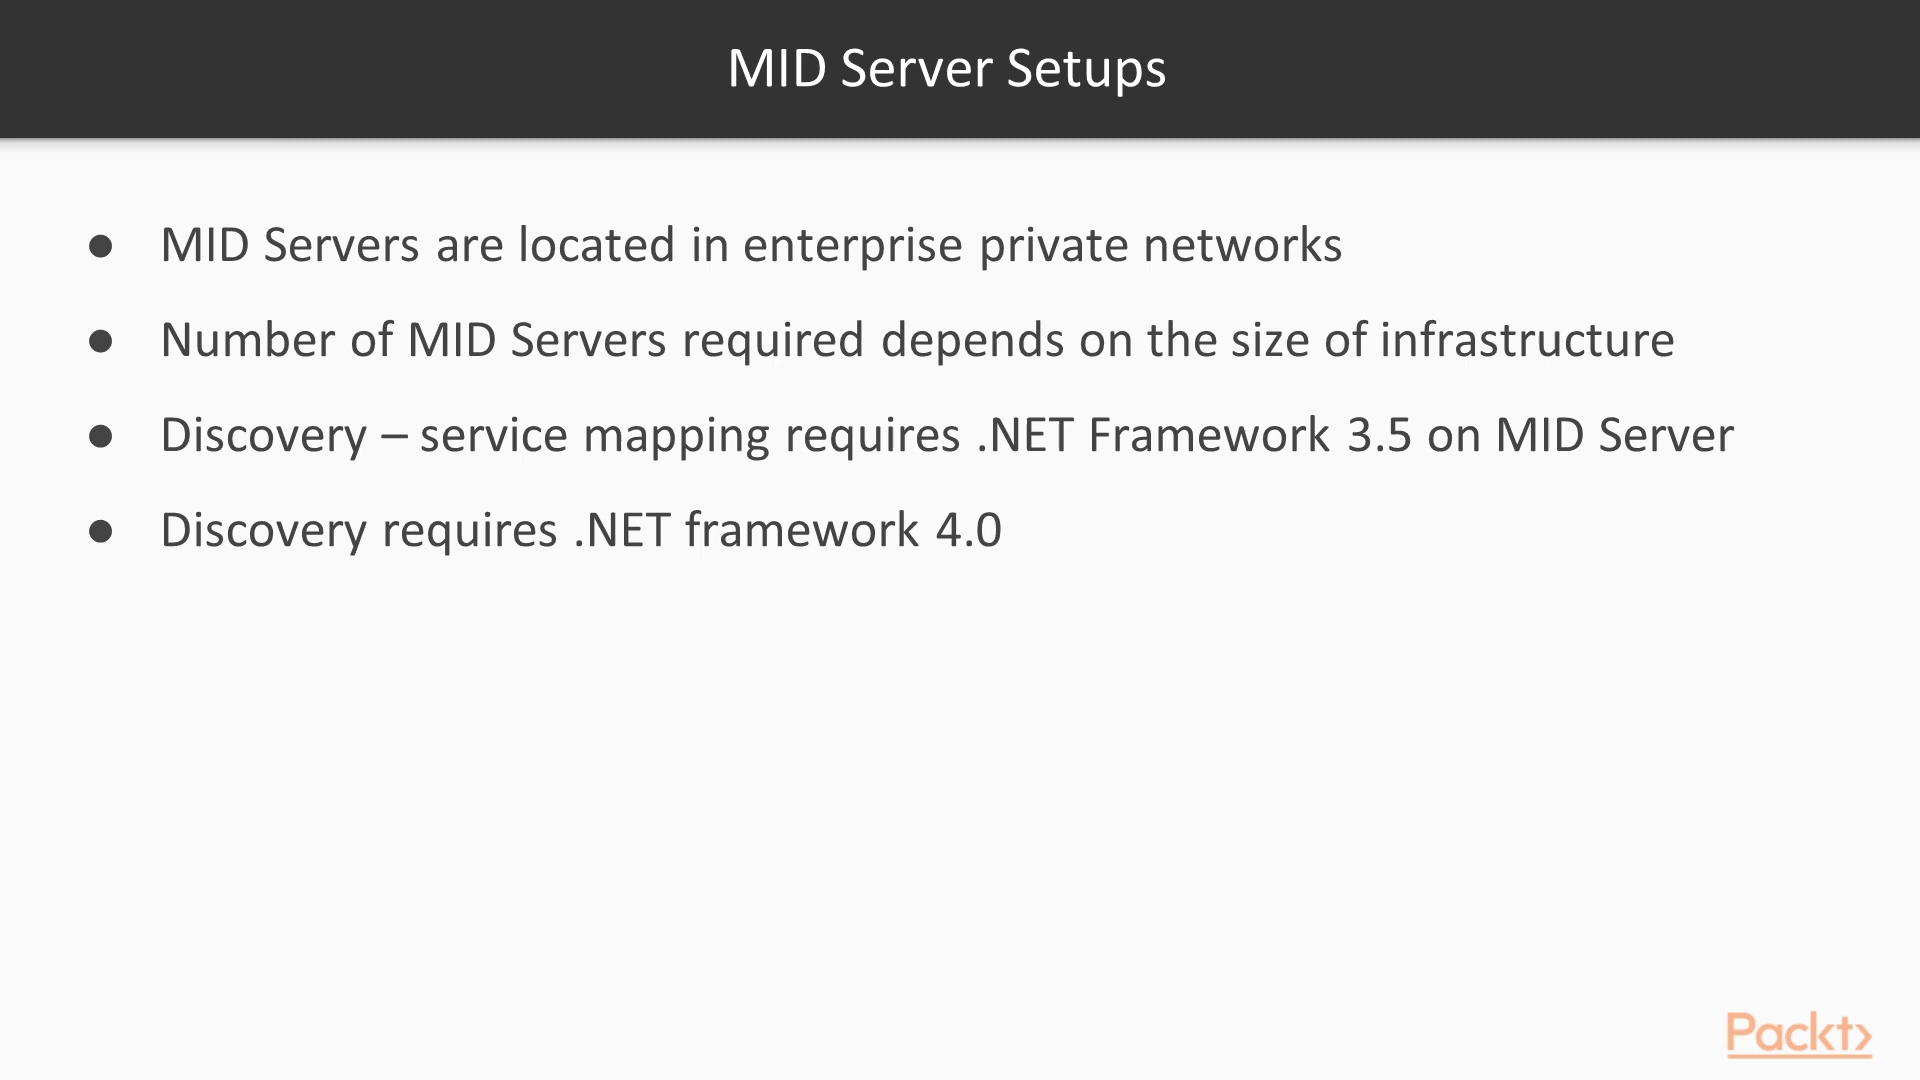 MID Server Setups
● MID Servers are located in enterprise private networks
● Number of MID Servers required depends on the size of infrastructure
● Discovery – service mapping requires .NET Framework 3.5 on MID Server
● Discovery requires .NET framework 4.0
Packt>